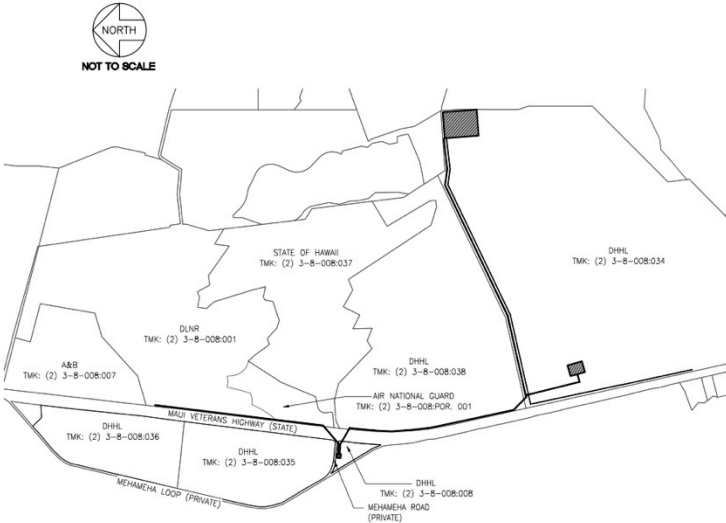 NORTH
NOT TO SCALE
STATE OF HAWAII
TMK: (2) 3-8-008:037
DHHL
TMK: (2) 3-8-008:034
DLNR
TMK: (2) 3-8-008:001
A&B
TMK: (2) 3-8-008:007
DHHL
TMK: (2) 3-8-008:038
AIR NATIONAL GUARD
TMK: (2) 3-8-008:POR. 001
MAUI VETERANS HIGHWAY (STATE)
DHHL
TMK: (2) 3-8-008:036
DHHL
TMK: (2) 3-8-008:035
DHHL
TMK: (2) 3-8-008:008
MEHAMEHA LOOP (PRIVATE)
MEHAMEHA ROAD
(PRIVATE)